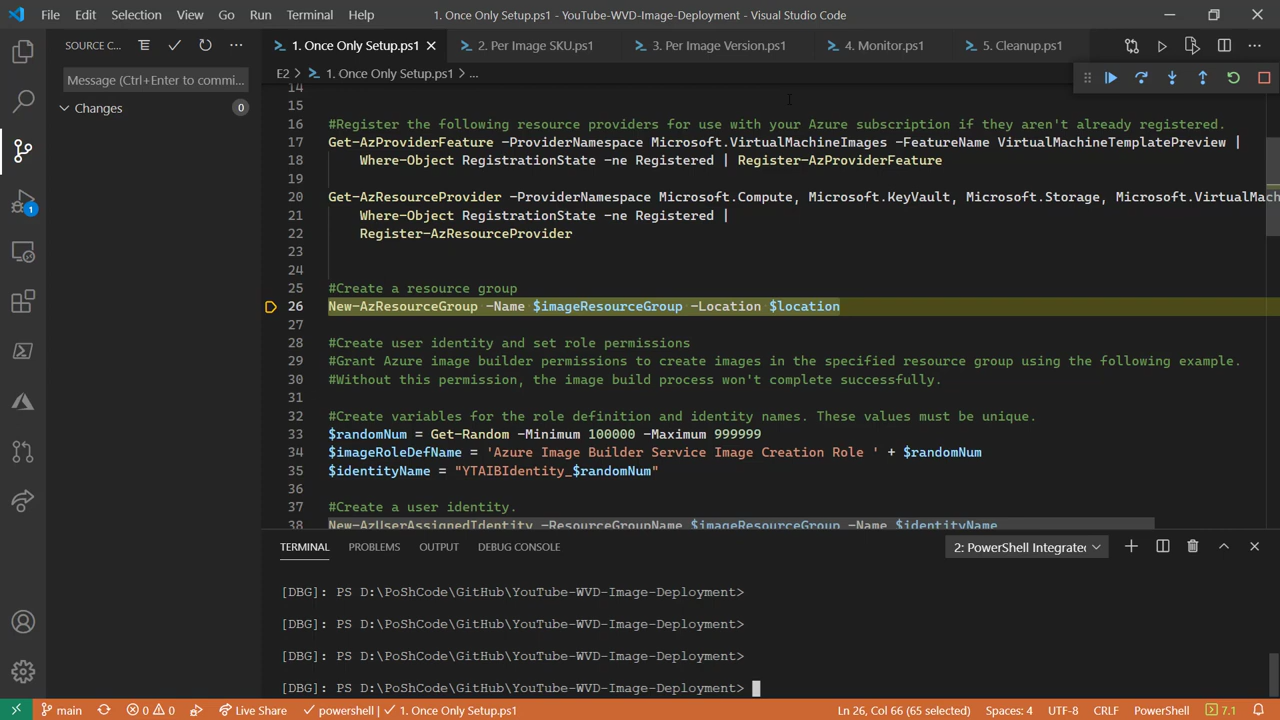 File Edit Selection View Go Run Terminal Help 1. Once Only Setup.ps1 - YouTube-WVD-Image-Deployment - Visual Studio Code
SOURCE C...
1. Once Only Setup.ps1 2. Per Image SKU.ps1 3. Per Image Version.ps1 4. Monitor.ps1 5. Cleanup.ps1
Message (Ctrl+Enter to commi...
E2 > 1. Once Only Setup.ps1 > ...
Changes 0
14
15
16 #Register the following resource providers for use with your Azure subscription if they aren't already registered.
17 Get-AzProviderFeature -ProviderNamespace Microsoft.VirtualMachineImages -FeatureName VirtualMachineTemplatePreview |
18 Where-Object RegistrationState -ne Registered | Register-AzProviderFeature
19
20 Get-AzResourceProvider -ProviderNamespace Microsoft.Compute, Microsoft.KeyVault, Microsoft.Storage, Microsoft.VirtualMach
21 Where-Object RegistrationState -ne Registered |
22 Register-AzResourceProvider
23
24
25 #Create a resource group
26 New-AzResourceGroup -Name $imageResourceGroup -Location $location
27
28 #Create user identity and set role permissions
29 #Grant Azure image builder permissions to create images in the specified resource group using the following example.
30 #Without this permission, the image build process won't complete successfully.
31
32 #Create variables for the role definition and identity names. These values must be unique.
33 $randomNum = Get-Random -Minimum 100000 -Maximum 999999
34 $imageRoleDefName = 'Azure Image Builder Service Image Creation Role ' + $randomNum
35 $identityName = "YTAIBIdentity_$randomNum"
36
37 #Create a user identity.
38 New-AzUserAssignedIdentity -ResourceGroupName $imageResourceGroup -Name $identityName
1
TERMINAL PROBLEMS OUTPUT DEBUG CONSOLE 2: PowerShell Integrate
[DBG]: PS D:\PoShCode\GitHub\YouTube-WVD-Image-Deployment>
[DBG]: PS D:\PoShCode\GitHub\YouTube-WVD-Image-Deployment>
[DBG]: PS D:\PoShCode\GitHub\YouTube-WVD-Image-Deployment>
[DBG]: PS D:\PoShCode\GitHub\YouTube-WVD-Image-Deployment>
main 0 0 Live Share powershell | 1. Once Only Setup.ps1 Ln 26, Col 66 (65 selected) Spaces: 4 UTF-8 CRLF PowerShell 7.1